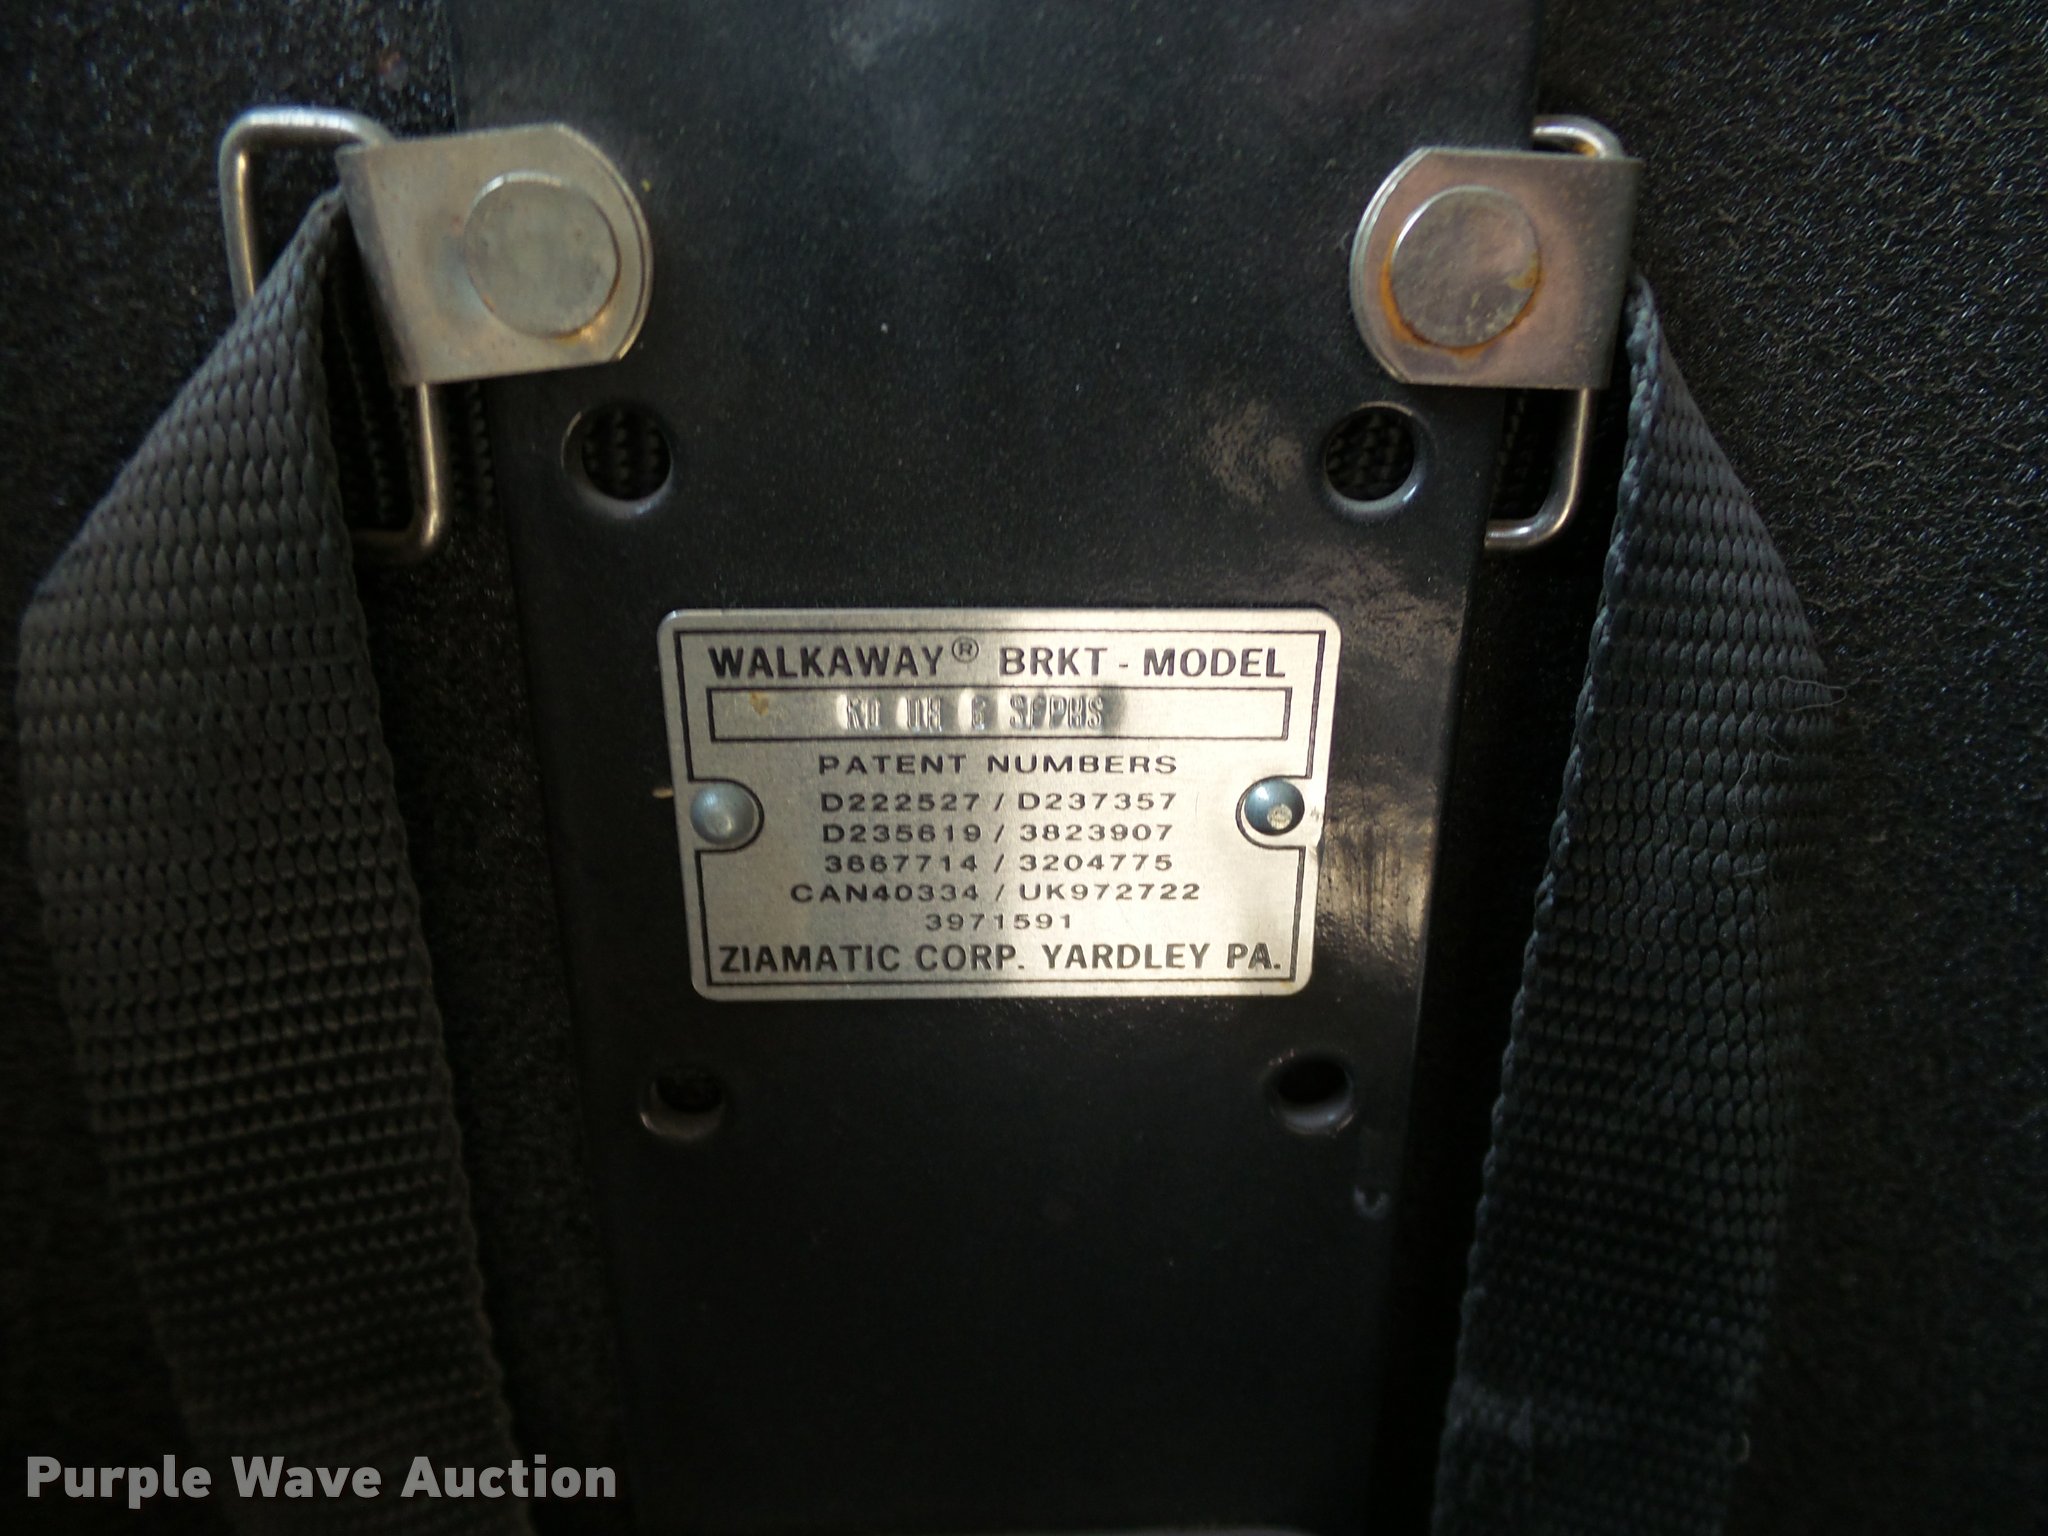 WALKAWAY® BRKT - MODEL
PATENT NUMBERS
D222527 / D237357
D235619 / 3823907
3667714 / 3204775
CAN40334 / UK972722
3971591
ZIAMATIC CORP. YARDLEY PA.
Purple Wave Auction